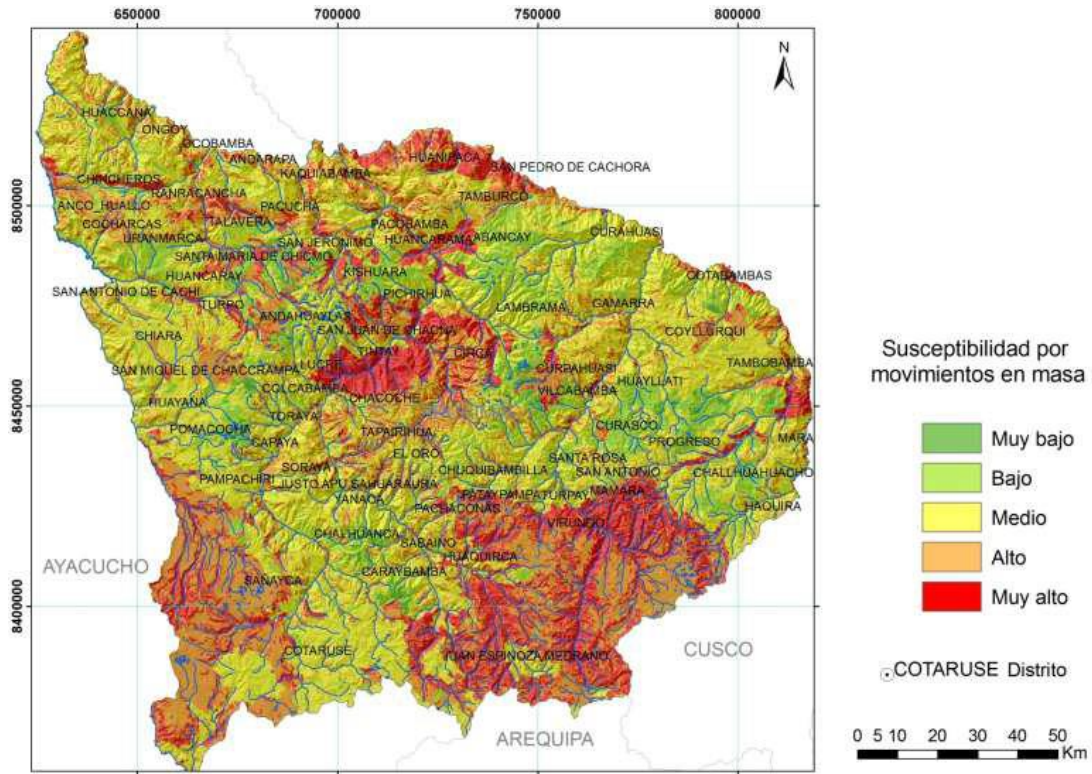 650000 700000 750000 800000
N
8500000
8450000
8400000
HUACCANA
ONGOY
OCOBAMBA
ANDARAPA
HUANIPACA
SAN PEDRO DE CACHORA
KAQUIABAMBA
CHINCHEROS
RANRACANCHA
TAMBURCO
ANCO_HUALLO
PACUCHA
COCHARCAS
TALAVERA
PACOBAMBA
URANMARCA
SAN JERONIMO
HUANCARAMA
ABANCAY
CURAHUASI
SANTA MARIA DE CHICMO
HUANCARAY
KISHUARA
COTABAMBAS
SAN ANTONIO DE CACHI
PICHIRHUA
TURPO
LAMBRAMA
GAMARRA
ANDAHUAYLAS
CHIARA
SAN JUAN DE CHACÑA
COYLLURQUI
TINTAY
CIRCA
LUCRE
SAN MIGUEL DE CHACCRAMPA
CURPAHUASI
TAMBOBAMBA
COLCABAMBA
HUAYLLATI
VILCABAMBA
HUAYANA
CHACOCHE
TORAYA
POMACOCHA
TAPAIRIHUA
CURASCO
CAPAYA
PROGRESO
MARA
EL ORO
SORAYA
CHUQUIBAMBILLA
SANTA ROSA
SAN ANTONIO
CHALLHUAHUACHO
PAMPACHIRI
JUSTO APU SAHUARAURA
YANACA
PATAYPAMPA
TURPAY
MAMARA
PACHACONAS
HAQUIRA
VIRUNDO
CHALHUANCA
SABAINO
HUAQUIRCA
CARAYBAMBA
SAÑAYCA
COTARUSE
JUAN ESPINOZA MEDRANO
AYACUCHO
CUSCO
AREQUIPA
Susceptibilidad por
movimientos en masa
Muy bajo
Bajo
Medio
Alto
Muy alto
COTARUSE Distrito
0 5 10 20 30 40 50
Km